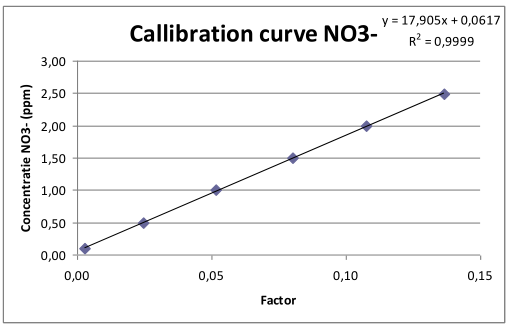 Callibration curve NO3-
y = 17,905x + 0,0617
R² = 0,9999
Concentratie NO3- (ppm)
3,00
2,50
2,00
1,50
1,00
0,50
0,00
0,00 0,05 0,10 0,15
Factor